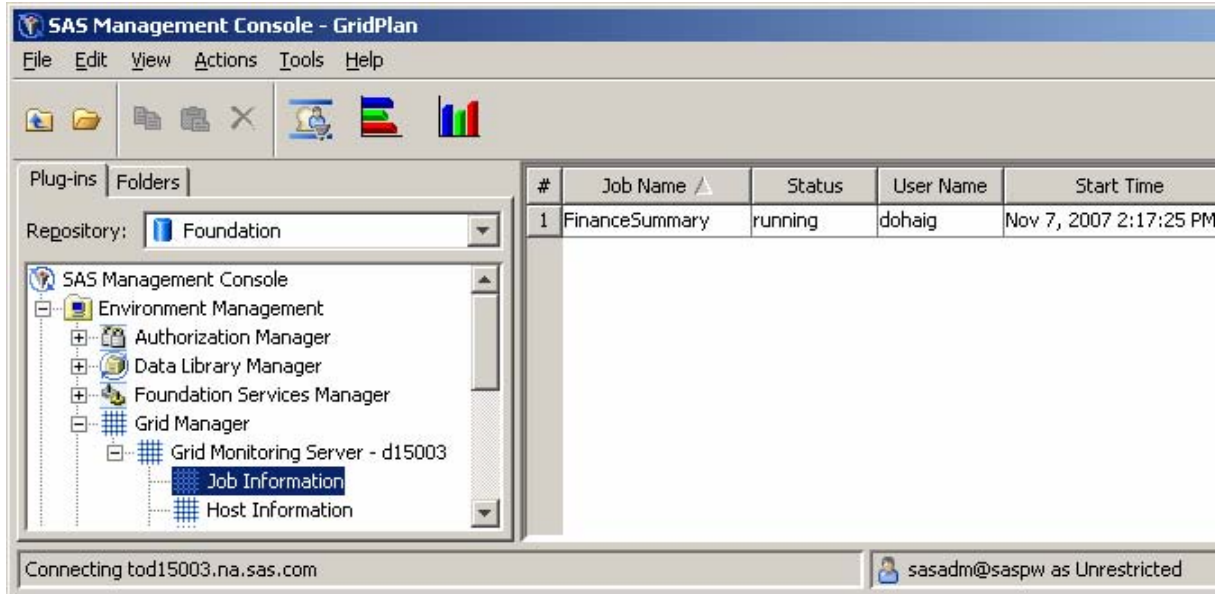 SAS Management Console - GridPlan
File Edit View Actions Tools Help
Plug-ins Folders
Repository: Foundation
SAS Management Console
Environment Management
Authorization Manager
Data Library Manager
Foundation Services Manager
Grid Manager
Grid Monitoring Server - d15003
Job Information
Host Information
# Job Name Status User Name Start Time
1 FinanceSummary running dohaig Nov 7, 2007 2:17:25 PM
Connecting tod15003.na.sas.com
sasadm@saspw as Unrestricted